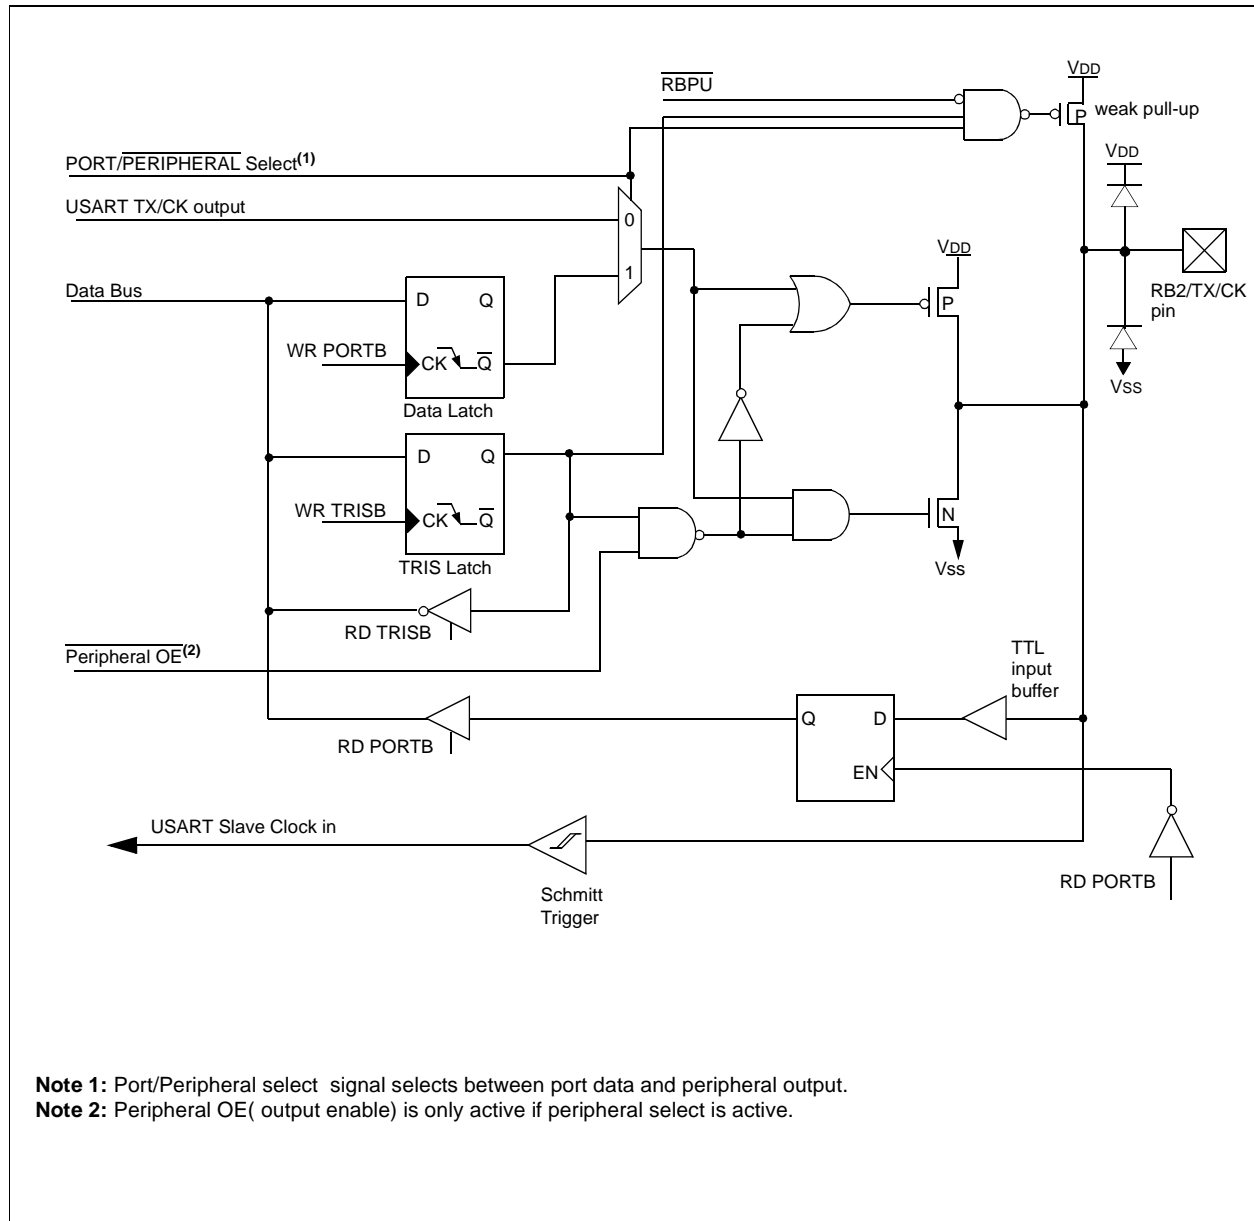 VDD
RBPU
P weak pull-up
PORT/PERIPHERAL Select(1)
VDD
USART TX/CK output
0
VDD
1
Data Bus
D Q
P
RB2/TX/CK
pin
WR PORTB
CK Q
VSS
Data Latch
D Q
WR TRISB
CK Q
N
TRIS Latch
Vss
RD TRISB
Peripheral OE(2)
TTL
input
buffer
Q D
RD PORTB
EN
USART Slave Clock in
RD PORTB
Schmitt
Trigger
Note 1: Port/Peripheral select signal selects between port data and peripheral output.
Note 2: Peripheral OE( output enable) is only active if peripheral select is active.